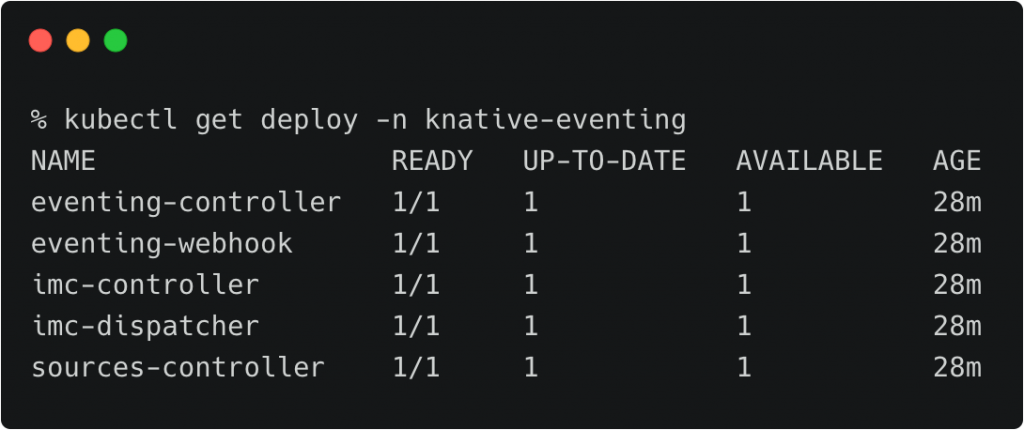 % kubectl get deploy -n knative-eventing
NAME READY UP-TO-DATE AVAILABLE AGE
eventing-controller 1/1 1 1 28m
eventing-webhook 1/1 1 1 28m
imc-controller 1/1 1 1 28m
imc-dispatcher 1/1 1 1 28m
sources-controller 1/1 1 1 28m